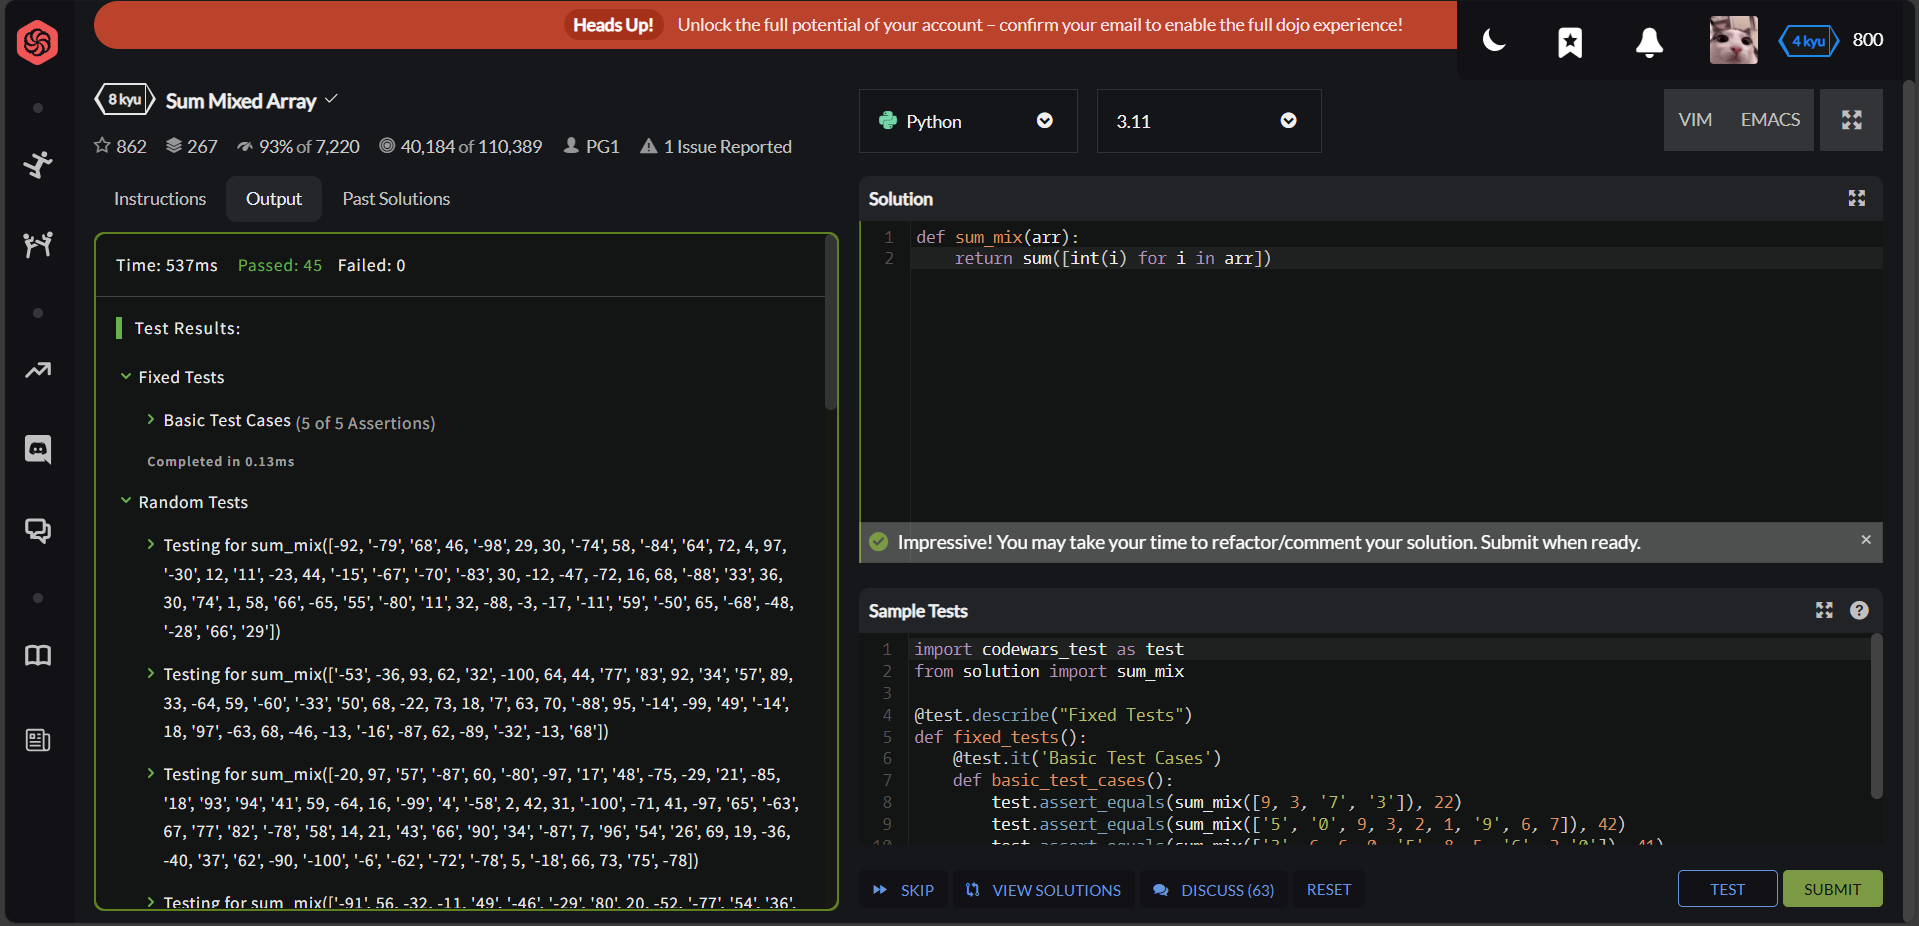 Heads Up! Unlock the full potential of your account – confirm your email to enable the full dojo experience!
4 kyu 800
8 kyu Sum Mixed Array
862 267 93% of 7,220 40,184 of 110,389 PG1 1 Issue Reported
Instructions Output Past Solutions
Time: 537ms Passed: 45 Failed: 0
Test Results:
Fixed Tests
Basic Test Cases (5 of 5 Assertions)
Completed in 0.13ms
Random Tests
Testing for sum_mix([-92, '-79', '68', 46, '-98', 29, 30, '-74', 58, '-84', '64', 72, 4, 97,
'-30', 12, '11', -23, 44, '-15', '-67', '-70', '-83', 30, -12, -47, -72, 16, 68, '-88', '33', 36,
30, '74', 1, 58, '66', -65, '55', '-80', '11', 32, -88, -3, -17, '-11', '59', '-50', 65, '-68', -48,
'-28', '66', '29'])
Testing for sum_mix(['-53', -36, 93, 62, '32', -100, 64, 44, '77', '83', 92, '34', '57', 89,
33, -64, 59, '-60', '-33', '50', 68, -22, 73, 18, '7', 63, 70, '-88', 95, '-14', -99, '49', '-14',
18, '97', -63, 68, -46, -13, '-16', -87, 62, -89, '-32', -13, '68'])
Testing for sum_mix([-20, 97, '57', '-87', 60, '-80', -97, '17', '48', -75, -29, '21', -85,
'18', '93', '94', '41', 59, -64, 16, '-99', '4', '-58', 2, 42, 31, '-100', -71, 41, -97, '65', '-63',
67, '77', '82', '-78', '58', 14, 21, '43', '66', '90', '34', '-87', 7, '96', '54', '26', 69, 19, -36,
-40, '37', '62', -90, '-100', '-6', '-62', '-72', '-78', 5, '-18', 66, 73, '75', -78])
Testing for sum_mix(['-91', 56, -32, -11, '49', '-46', '-29', '80', 20, -52, '-77', '54', '36',
Python 3.11
VIM EMACS
Solution
1 def sum_mix(arr):
2     return sum([int(i) for i in arr])
Impressive! You may take your time to refactor/comment your solution. Submit when ready. ×
Sample Tests
1 import codewars_test as test
2 from solution import sum_mix
3
4 @test.describe("Fixed Tests")
5 def fixed_tests():
6     @test.it('Basic Test Cases')
7     def basic_test_cases():
8         test.assert_equals(sum_mix([9, 3, '7', '3']), 22)
9         test.assert_equals(sum_mix(['5', '0', 9, 3, 2, 1, '9', 6, 7]), 42)
10         test.assert_equals(sum_mix(['3', 6, 6, 0, '5', 8, 5, '6', 2,'0']), 41)
SKIP VIEW SOLUTIONS DISCUSS (63) RESET TEST SUBMIT